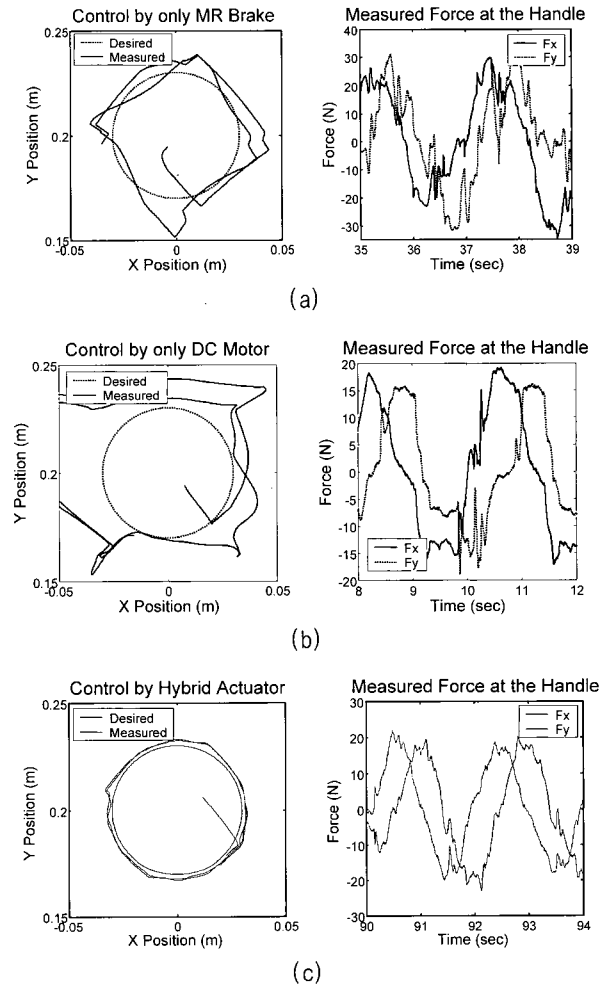 Control by only MR Brake
0.25
Desired
Measured
Y Position (m)
0.2
0.15
-0.05
0
0.05
X Position (m)
Measured Force at the Handle
40
30
20
10
0
-10
-20
-30
Fx
Fy
Force (N)
35
36
37
38
39
Time (sec)
(a)
Control by only DC Motor
0.25
Desired
Measured
Y Position (m)
0.2
0.15
-0.05
0
0.05
X Position (m)
Measured Force at the Handle
20
15
10
5
0
-5
-10
-15
-20
Fx
Fy
Force (N)
8
9
10
11
12
Time (sec)
(b)
Control by Hybrid Actuator
0.25
Desired
Measured
Y Position (m)
0.2
0.15
-0.05
0
0.05
X Position (m)
Measured Force at the Handle
30
20
10
0
-10
-20
-30
Fx
Fy
Force (N)
90
91
92
93
94
Time (sec)
(c)